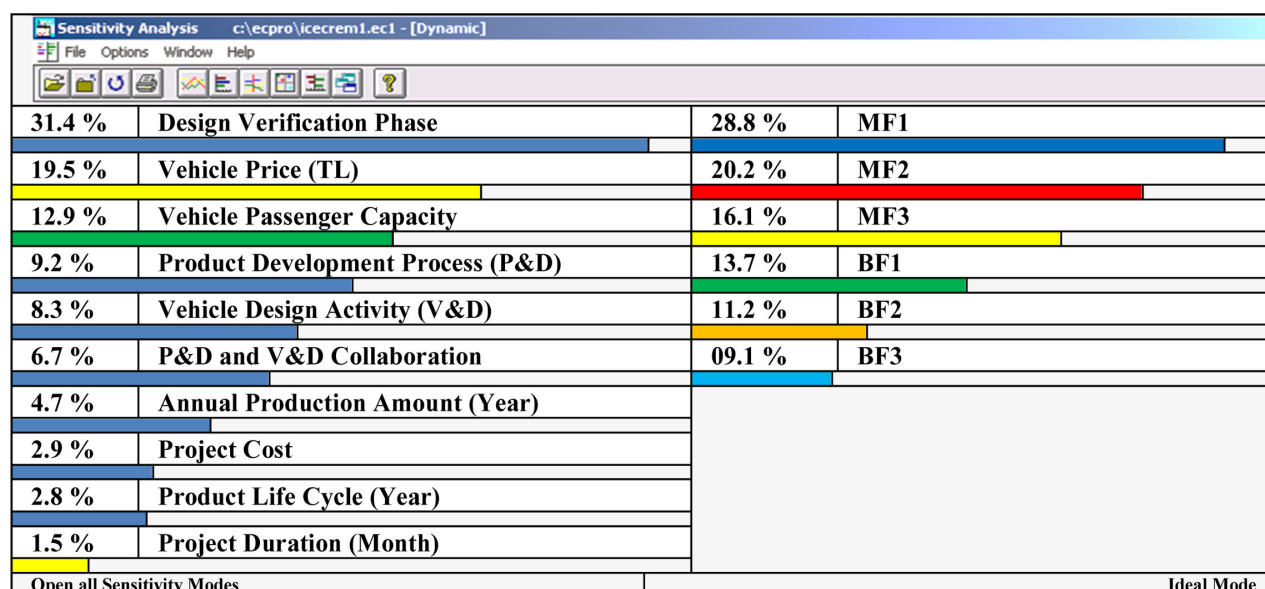 Sensitivity Analysis c:\ecpro\icecrem1.ec1 - [Dynamic]
File Options Window Help
31.4 % Design Verification Phase 28.8 % MF1
19.5 % Vehicle Price (TL) 20.2 % MF2
12.9 % Vehicle Passenger Capacity 16.1 % MF3
9.2 % Product Development Process (P&D) 13.7 % BF1
8.3 % Vehicle Design Activity (V&D) 11.2 % BF2
6.7 % P&D and V&D Collaboration 09.1 % BF3
4.7 % Annual Production Amount (Year)
2.9 % Project Cost
2.8 % Product Life Cycle (Year)
1.5 % Project Duration (Month)
Open all Sensitivity Modes Ideal Mode